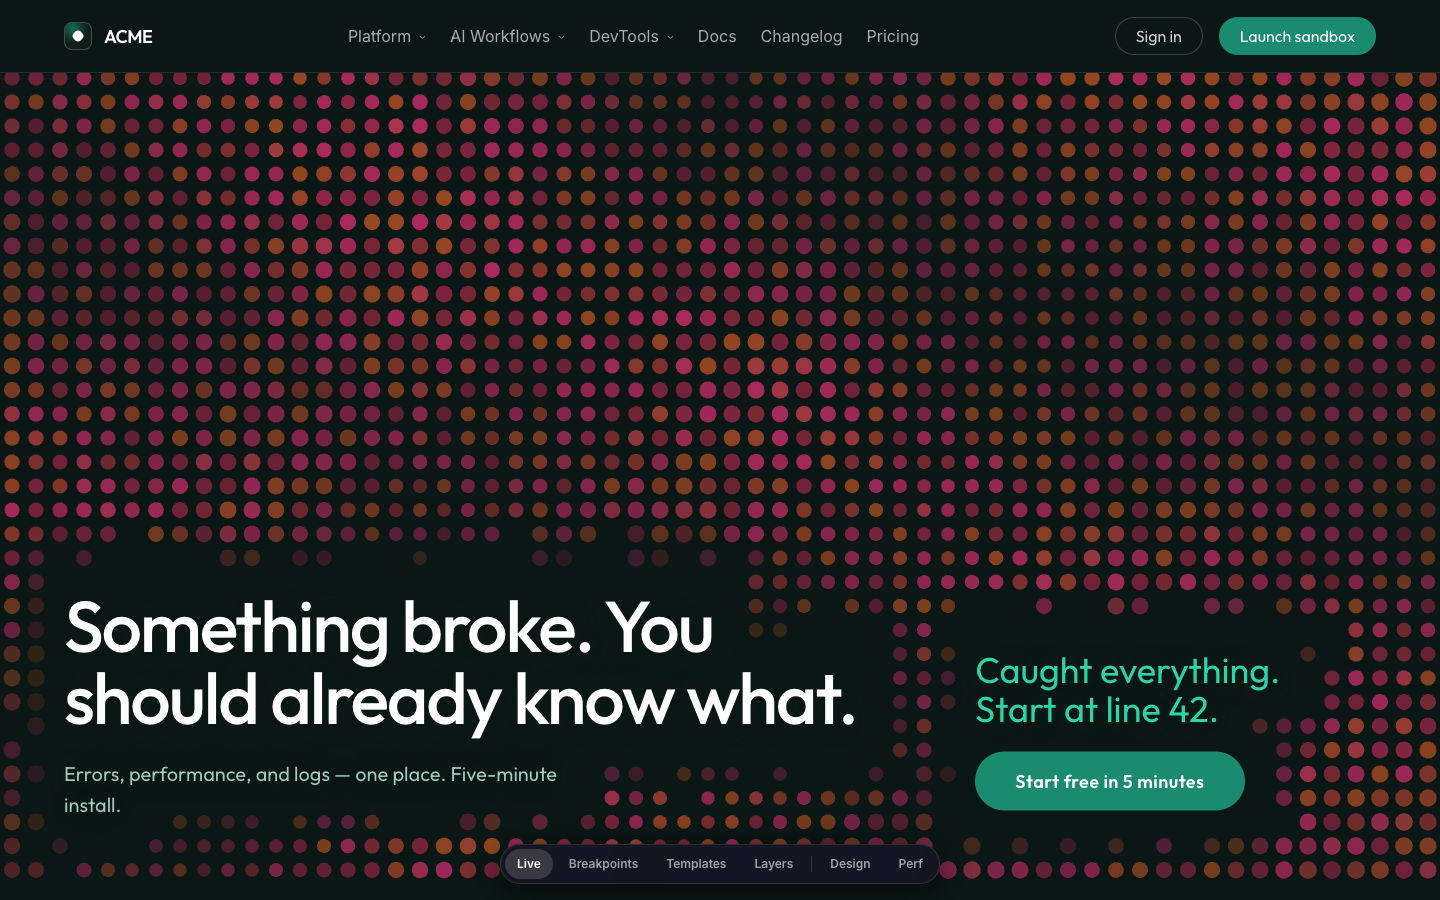 ACME
Platform
AI Workflows
DevTools
Docs
Changelog
Pricing
Sign in
Launch sandbox
Something broke. You
should already know what.
Errors, performance, and logs — one place. Five-minute
install.
Caught everything.
Start at line 42.
Start free in 5 minutes
Live
Breakpoints
Templates
Layers
Design
Perf